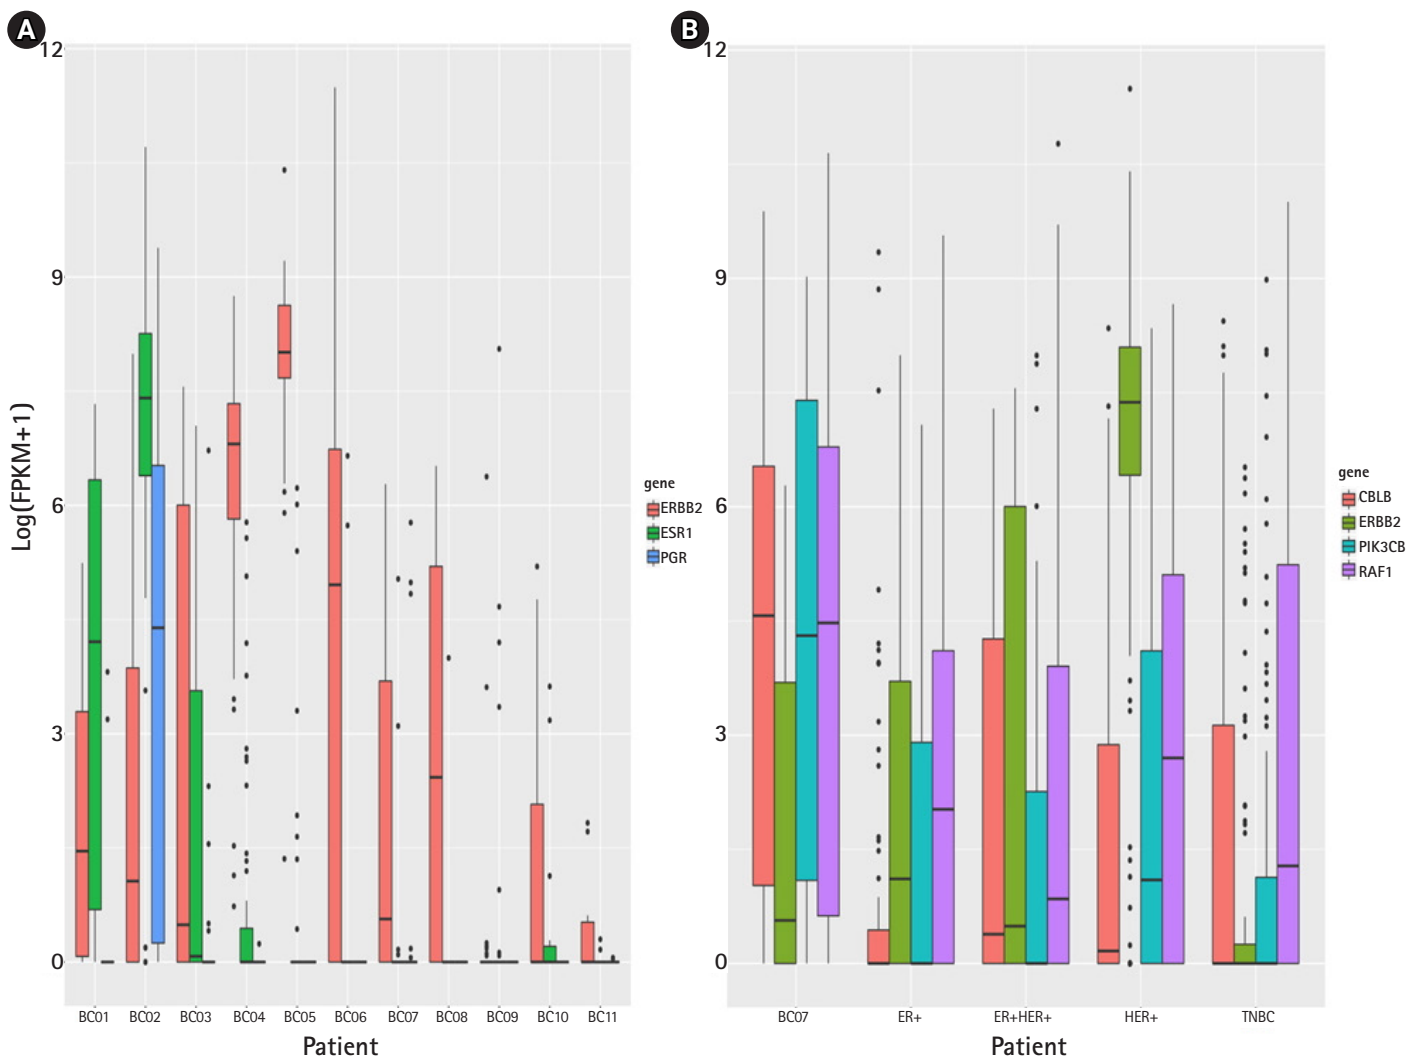 A
12
9
6
3
0
Log(FPKM+1)
BC01 BC02 BC03 BC04 BC05 BC06 BC07 BC08 BC09 BC10 BC11
Patient
gene
ERBB2
ESR1
PGR
B
12
9
6
3
0
BC07 ER+ ER+HER+ HER+ TNBC
Patient
gene
CBLB
ERBB2
PIK3CB
RAF1